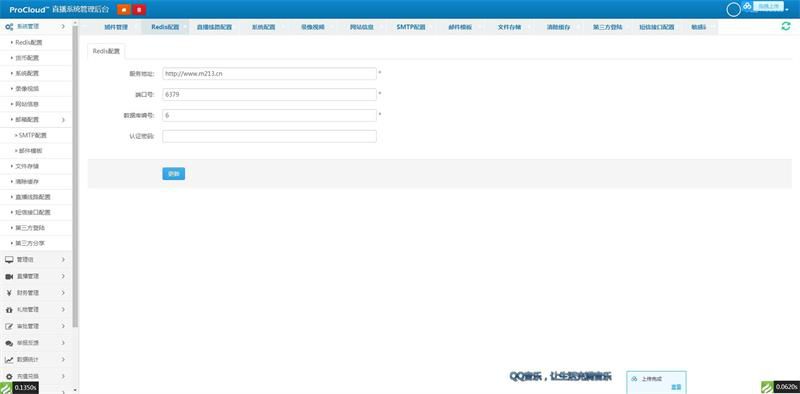 ProCloud™ 直播系统管理后台
在线上传
系统管理
Redis配置
货币配置
系统配置
录像视频
网站信息
邮箱配置
» SMTP配置
» 邮件模板
文件存储
清除缓存
直播线路配置
短信接口配置
第三方登陆
第三方分享
管理组
直播管理
财务管理
礼物管理
审批管理
举报反馈
数据统计
充值兑换
0.1350s
插件管理 Redis配置 直播线路配置 系统配置 录像视频 网站信息 SMTP配置 邮件模板 文件存储 清除缓存 第三方登陆 短信接口配置 敏感
Redis配置
服务地址: http://www.m213.cn *
端口号: 6379 *
数据库编号: 6 *
认证密码:
更新
QQ音乐，让生活充满音乐
上传完成
查看
0.0620s